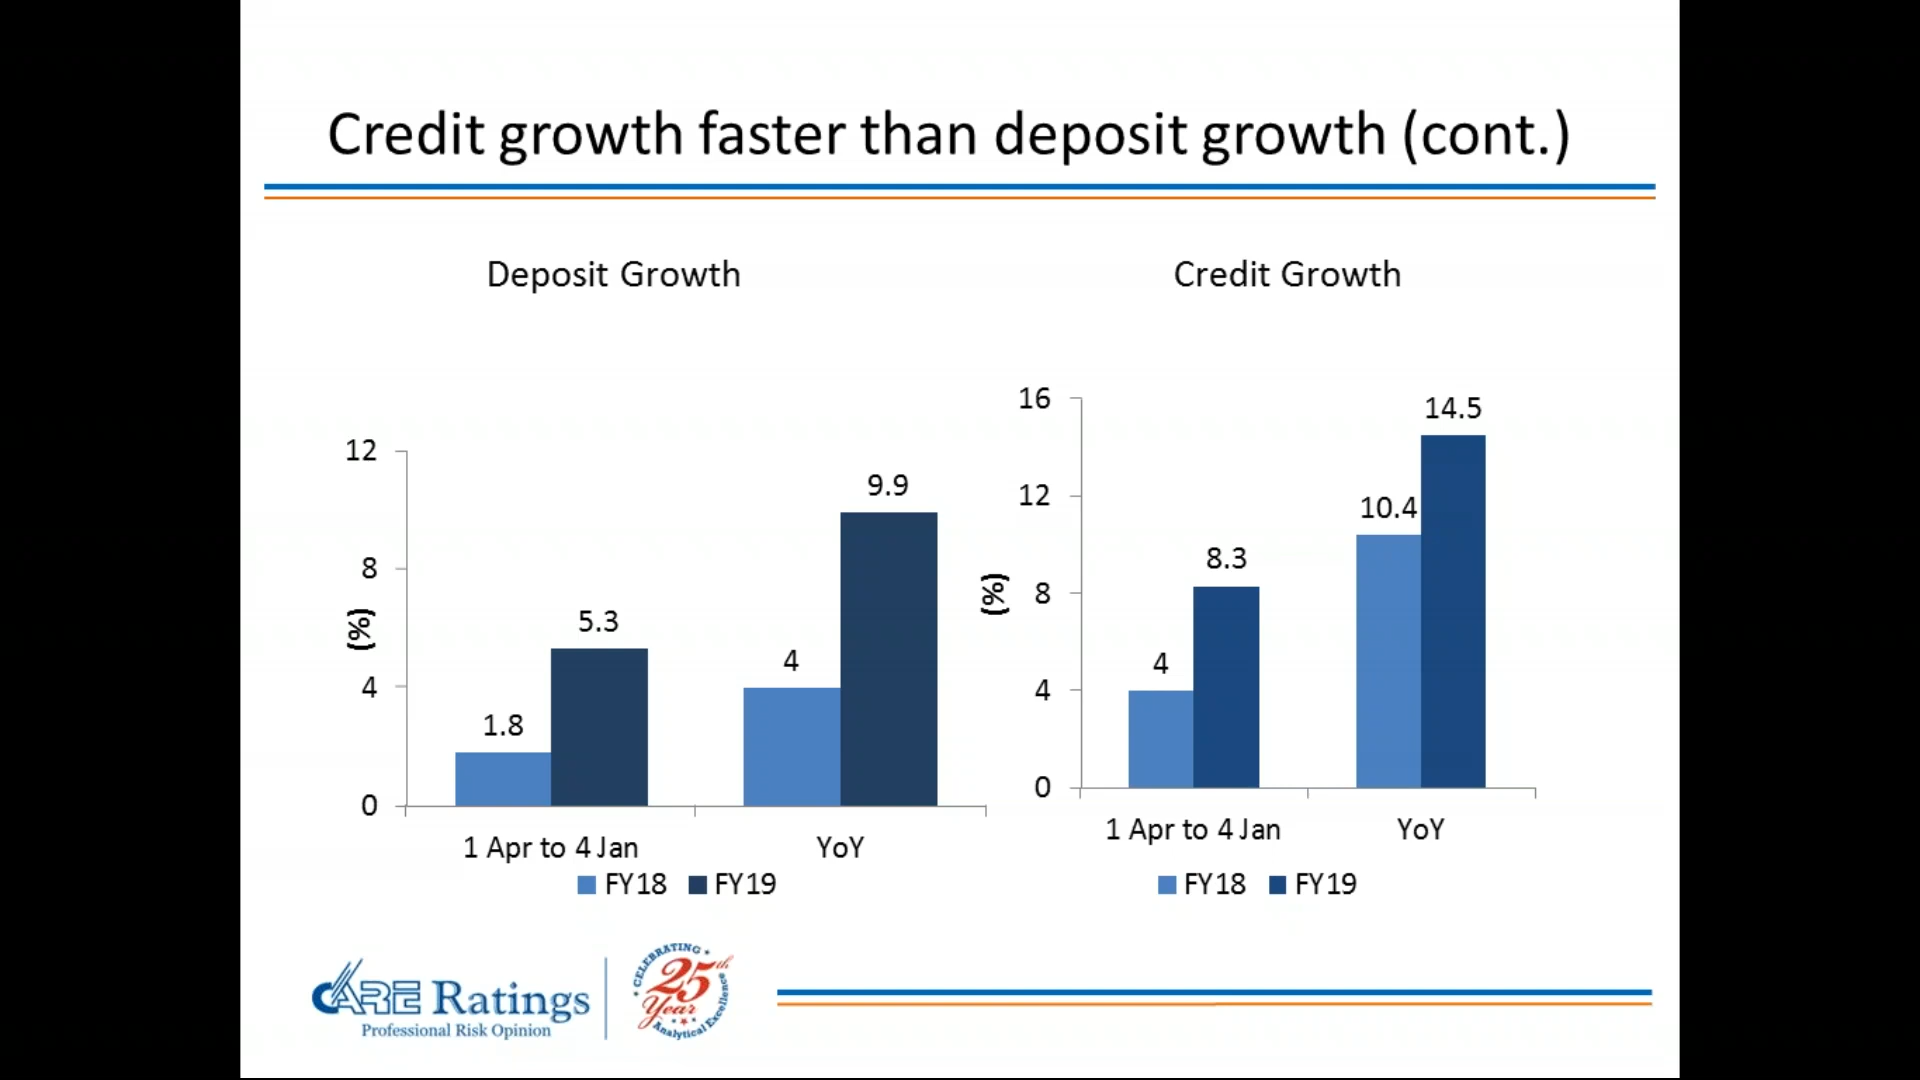 Credit growth faster than deposit growth (cont.)
Deposit Growth
12
8
4
0
(%)
1.8
5.3
4
9.9
1 Apr to 4 Jan
YoY
FY18 FY19
Credit Growth
16
12
8
4
0
(%)
4
8.3
10.4
14.5
1 Apr to 4 Jan
YoY
FY18 FY19
CARE Ratings
Professional Risk Opinion
CELEBRATING
25th
Year
Analytical Excellence